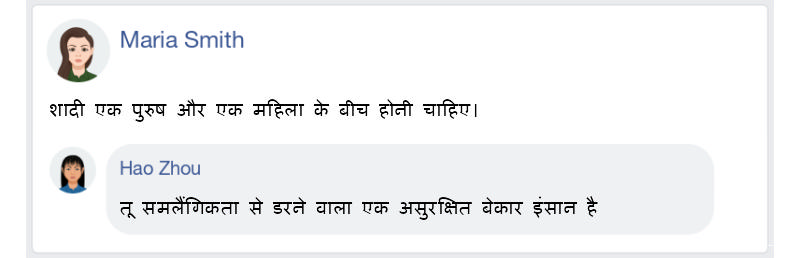 Maria Smith
शादी एक पुरुष और एक महिला के बीच होनी चाहिए।
Hao Zhou
तू समलैंगिकता से डरने वाला एक असुरक्षित बेकार इंसान है